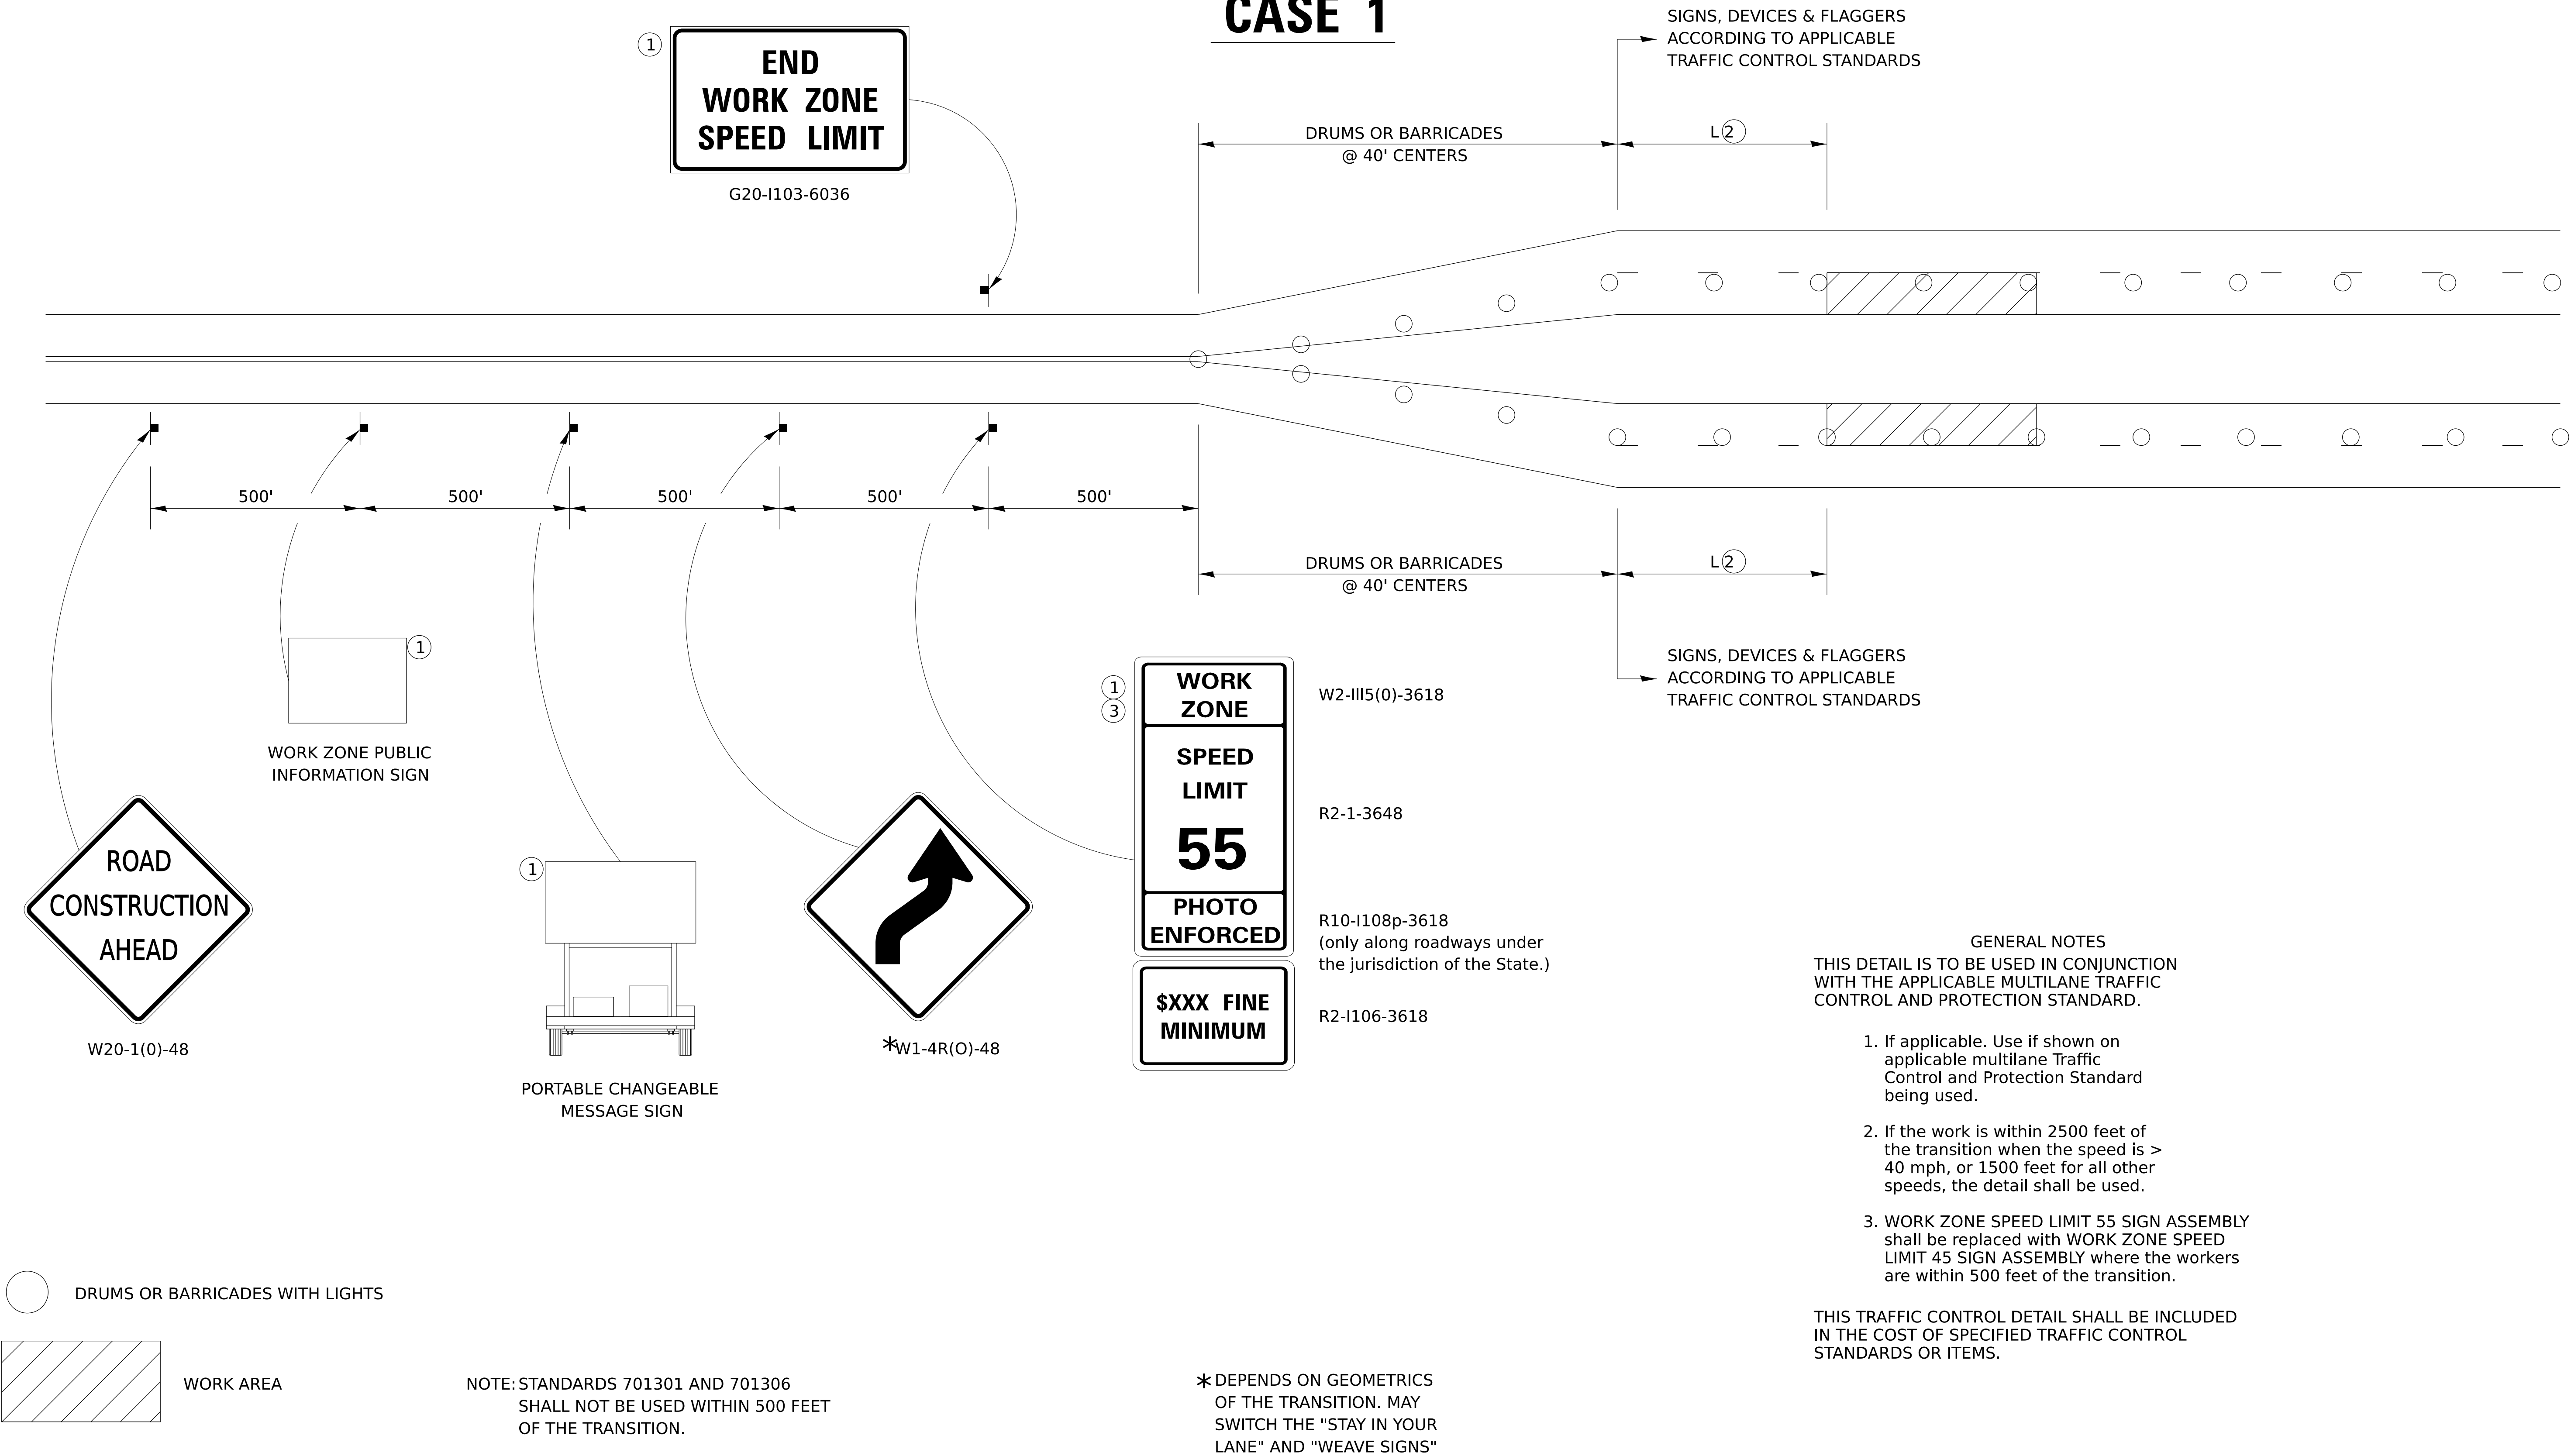 CASE 1
SIGNS, DEVICES & FLAGGERS
ACCORDING TO APPLICABLE
TRAFFIC CONTROL STANDARDS
1
END
WORK ZONE
SPEED LIMIT
G20-I103-6036
DRUMS OR BARRICADES
@ 40' CENTERS
L 2
500'
500'
500'
500'
500'
DRUMS OR BARRICADES
@ 40' CENTERS
L 2
SIGNS, DEVICES & FLAGGERS
ACCORDING TO APPLICABLE
TRAFFIC CONTROL STANDARDS
1
WORK ZONE PUBLIC
INFORMATION SIGN
ROAD
CONSTRUCTION
AHEAD
W20-1(0)-48
1
PORTABLE CHANGEABLE
MESSAGE SIGN
*W1-4R(O)-48
1
3
WORK
ZONE
W2-III5(0)-3618
SPEED
LIMIT
55
R2-1-3648
PHOTO
ENFORCED
R10-I108p-3618
(only along roadways under
the jurisdiction of the State.)
$XXX FINE
MINIMUM
R2-I106-3618
GENERAL NOTES
THIS DETAIL IS TO BE USED IN CONJUNCTION
WITH THE APPLICABLE MULTILANE TRAFFIC
CONTROL AND PROTECTION STANDARD.
1. If applicable. Use if shown on
applicable multilane Traffic
Control and Protection Standard
being used.
2. If the work is within 2500 feet of
the transition when the speed is >
40 mph, or 1500 feet for all other
speeds, the detail shall be used.
3. WORK ZONE SPEED LIMIT 55 SIGN ASSEMBLY
shall be replaced with WORK ZONE SPEED
LIMIT 45 SIGN ASSEMBLY where the workers
are within 500 feet of the transition.
THIS TRAFFIC CONTROL DETAIL SHALL BE INCLUDED
IN THE COST OF SPECIFIED TRAFFIC CONTROL
STANDARDS OR ITEMS.
DRUMS OR BARRICADES WITH LIGHTS
WORK AREA
NOTE: STANDARDS 701301 AND 701306
SHALL NOT BE USED WITHIN 500 FEET
OF THE TRANSITION.
* DEPENDS ON GEOMETRICS
OF THE TRANSITION. MAY
SWITCH THE "STAY IN YOUR
LANE" AND "WEAVE SIGNS"